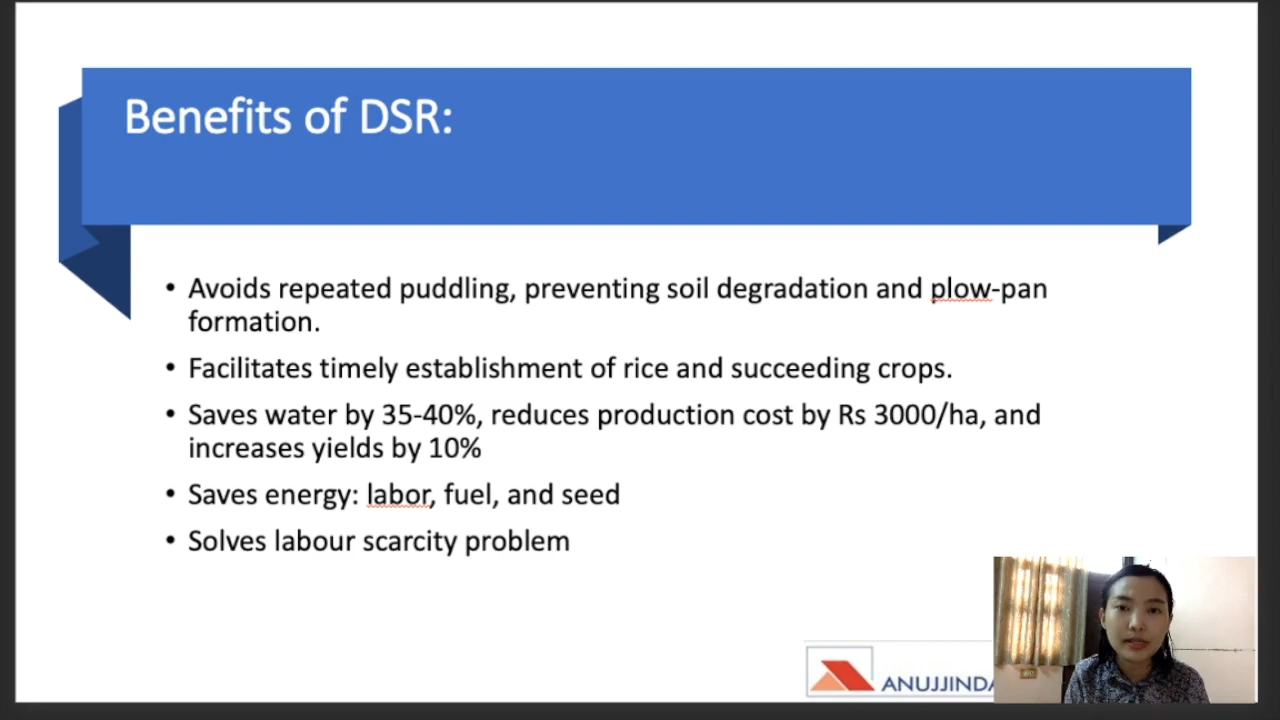 Benefits of DSR:
• Avoids repeated puddling, preventing soil degradation and plow-pan
formation.
• Facilitates timely establishment of rice and succeeding crops.
• Saves water by 35-40%, reduces production cost by Rs 3000/ha, and
increases yields by 10%
• Saves energy: labor, fuel, and seed
• Solves labour scarcity problem